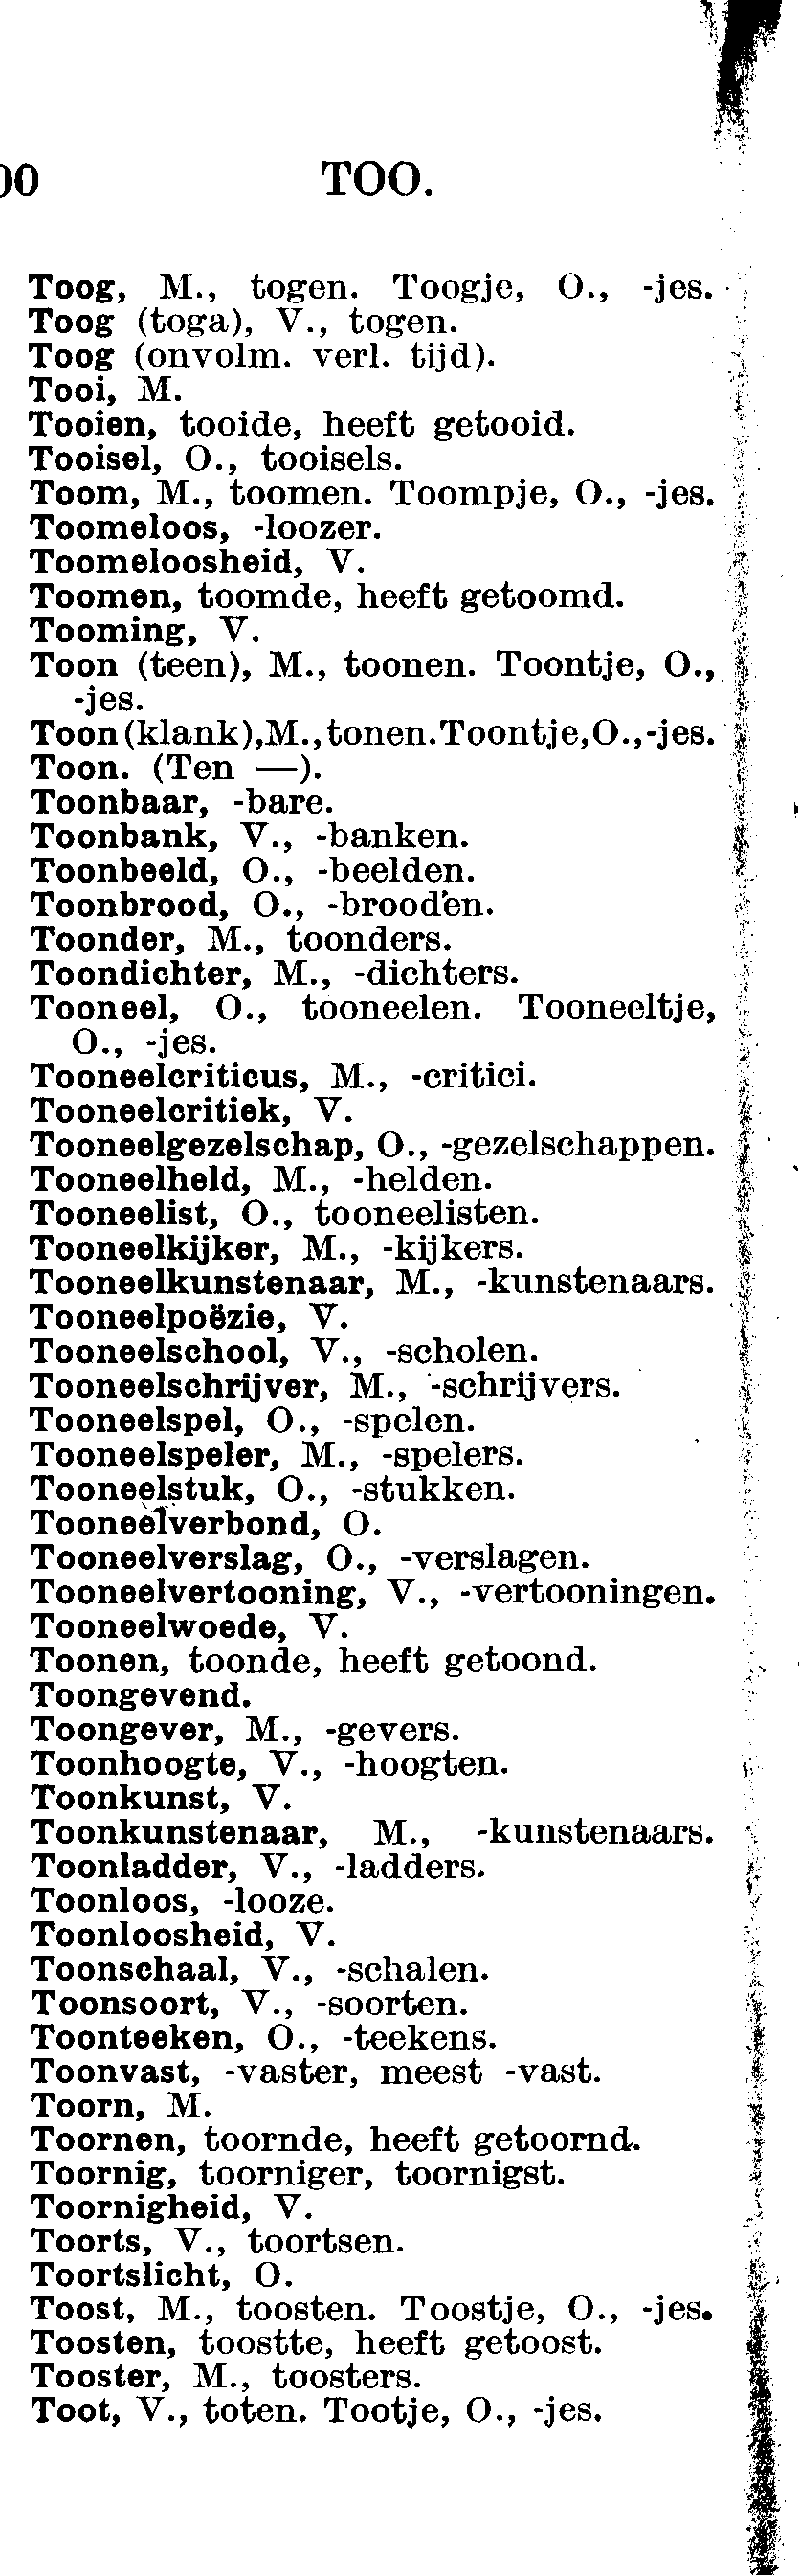 00 TOO.
Toog, M., togen. Toogje, O., -jes.
Toog (toga), V., togen.
Toog (onvolm. verl. tijd).
Tooi, M.
Tooien, tooide, heeft getooid.
Tooisel, O., tooisels.
Toom, M., toomen. Toompje, O., -jes.
Toomeloos, -loozer.
Toomeloosheid, V.
Toomen, toomde, heeft getoomd.
Tooming, V.
Toon (teen), M., toonen. Toontje, O.,
-jes.
Toon (klank), M., tonen. Toontje, O., -jes.
Toon. (Ten —).
Toonbaar, -bare.
Toonbank, V., -banken.
Toonbeeld, O., -beelden.
Toonbrood, O., -brooden.
Toonder, M., toonders.
Toondichter, M., -dichters.
Tooneel, O., tooneelen. Tooneeltje,
O., -jes.
Tooneelcriticus, M., -critici.
Tooneelcritiek, V.
Tooneelgezelschap, O., -gezelschappen.
Tooneelheld, M., -helden.
Tooneelist, O., tooneelisten.
Tooneelkijker, M., -kijkers.
Tooneelkunstenaar, M., -kunstenaars.
Tooneelpoëzie, V.
Tooneelschool, V., -scholen.
Tooneelschrijver, M., -schrijvers.
Tooneelspel, O., -spelen.
Tooneelspeler, M., -spelers.
Tooneelstuk, O., -stukken.
Tooneelverbond, O.
Tooneelverslag, O., -verslagen.
Tooneelvertooning, V., -vertooningen.
Tooneelwoede, V.
Toonen, toonde, heeft getoond.
Toongevend.
Toongever, M., -gevers.
Toonhoogte, V., -hoogten.
Toonkunst, V.
Toonkunstenaar, M., -kunstenaars.
Toonladder, V., -ladders.
Toonloos, -looze.
Toonloosheid, V.
Toonschaal, V., -schalen.
Toonsoort, V., -soorten.
Toonteeken, O., -teekens.
Toonvast, -vaster, meest -vast.
Toorn, M.
Toornen, toornde, heeft getoornd.
Toornig, toorniger, toornigst.
Toornigheid, V.
Toorts, V., toortsen.
Toortslicht, O.
Toost, M., toosten. Toostje, O., -jes.
Toosten, toostte, heeft getoost.
Tooster, M., toosters.
Toot, V., toten. Tootje, O., -jes.